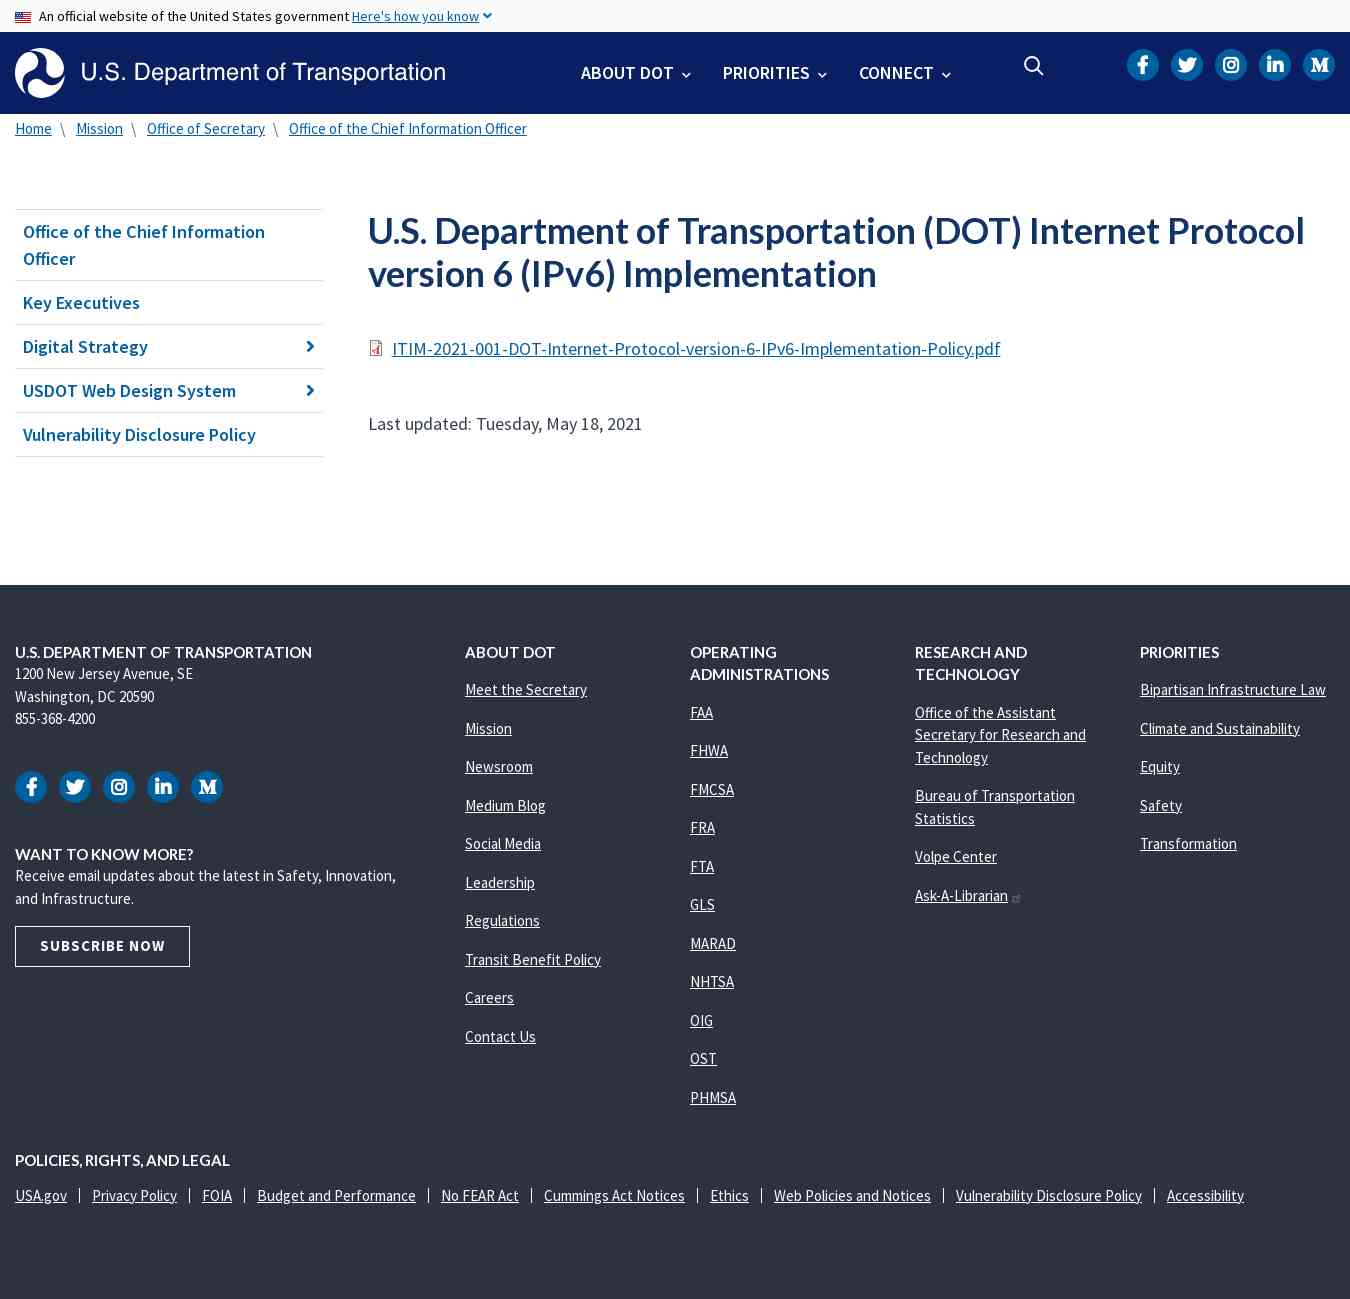 An official website of the United States government Here's how you know
U.S. Department of Transportation
ABOUT DOT
PRIORITIES
CONNECT
Home \ Mission \ Office of Secretary \ Office of the Chief Information Officer
Office of the Chief Information
Officer
Key Executives
Digital Strategy
USDOT Web Design System
Vulnerability Disclosure Policy
U.S. Department of Transportation (DOT) Internet Protocol
version 6 (IPv6) Implementation
ITIM-2021-001-DOT-Internet-Protocol-version-6-IPv6-Implementation-Policy.pdf
Last updated: Tuesday, May 18, 2021
U.S. DEPARTMENT OF TRANSPORTATION
1200 New Jersey Avenue, SE
Washington, DC 20590
855-368-4200
WANT TO KNOW MORE?
Receive email updates about the latest in Safety, Innovation,
and Infrastructure.
SUBSCRIBE NOW
ABOUT DOT
Meet the Secretary
Mission
Newsroom
Medium Blog
Social Media
Leadership
Regulations
Transit Benefit Policy
Careers
Contact Us
OPERATING
ADMINISTRATIONS
FAA
FHWA
FMCSA
FRA
FTA
GLS
MARAD
NHTSA
OIG
OST
PHMSA
RESEARCH AND
TECHNOLOGY
Office of the Assistant
Secretary for Research and
Technology
Bureau of Transportation
Statistics
Volpe Center
Ask-A-Librarian
PRIORITIES
Bipartisan Infrastructure Law
Climate and Sustainability
Equity
Safety
Transformation
POLICIES, RIGHTS, AND LEGAL
USA.gov | Privacy Policy | FOIA | Budget and Performance | No FEAR Act | Cummings Act Notices | Ethics | Web Policies and Notices | Vulnerability Disclosure Policy | Accessibility